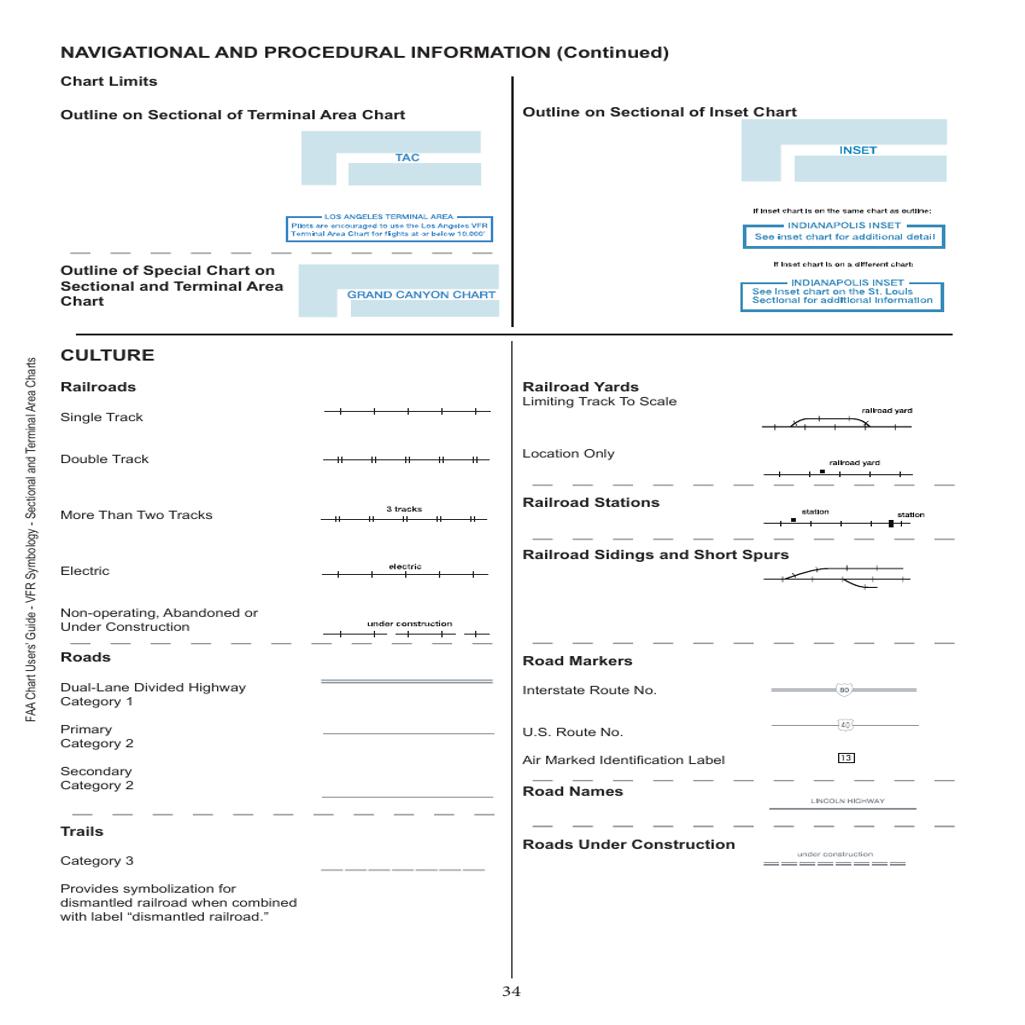 NAVIGATIONAL AND PROCEDURAL INFORMATION (Continued)
Chart Limits
Outline on Sectional of Terminal Area Chart
TAC
LOS ANGELES TERMINAL AREA
Pilots are encouraged to use the Los Angeles VFR
Terminal Area Chart for flights at or below 10,000'
Outline of Special Chart on
Sectional and Terminal Area
Chart
GRAND CANYON CHART
Outline on Sectional of Inset Chart
INSET
If inset chart is on the same chart as outline:
INDIANAPOLIS INSET
See inset chart for additional detail
If inset chart is on a different chart:
INDIANAPOLIS INSET
See inset chart on the St. Louis
Sectional for additional information
CULTURE
Railroads
Single Track
Double Track
More Than Two Tracks
3 tracks
Electric
electric
Non-operating, Abandoned or
Under Construction
under construction
Roads
Dual-Lane Divided Highway
Category 1
Primary
Category 2
Secondary
Category 2
Trails
Category 3
Provides symbolization for
dismantled railroad when combined
with label “dismantled railroad.”
Railroad Yards
Limiting Track To Scale
railroad yard
Location Only
railroad yard
Railroad Stations
station
station
Railroad Sidings and Short Spurs
Road Markers
Interstate Route No.
80
U.S. Route No.
40
Air Marked Identification Label
13
Road Names
LINCOLN HIGHWAY
Roads Under Construction
under construction
FAA Chart Users' Guide - VFR Symbology - Sectional and Terminal Area Charts
34